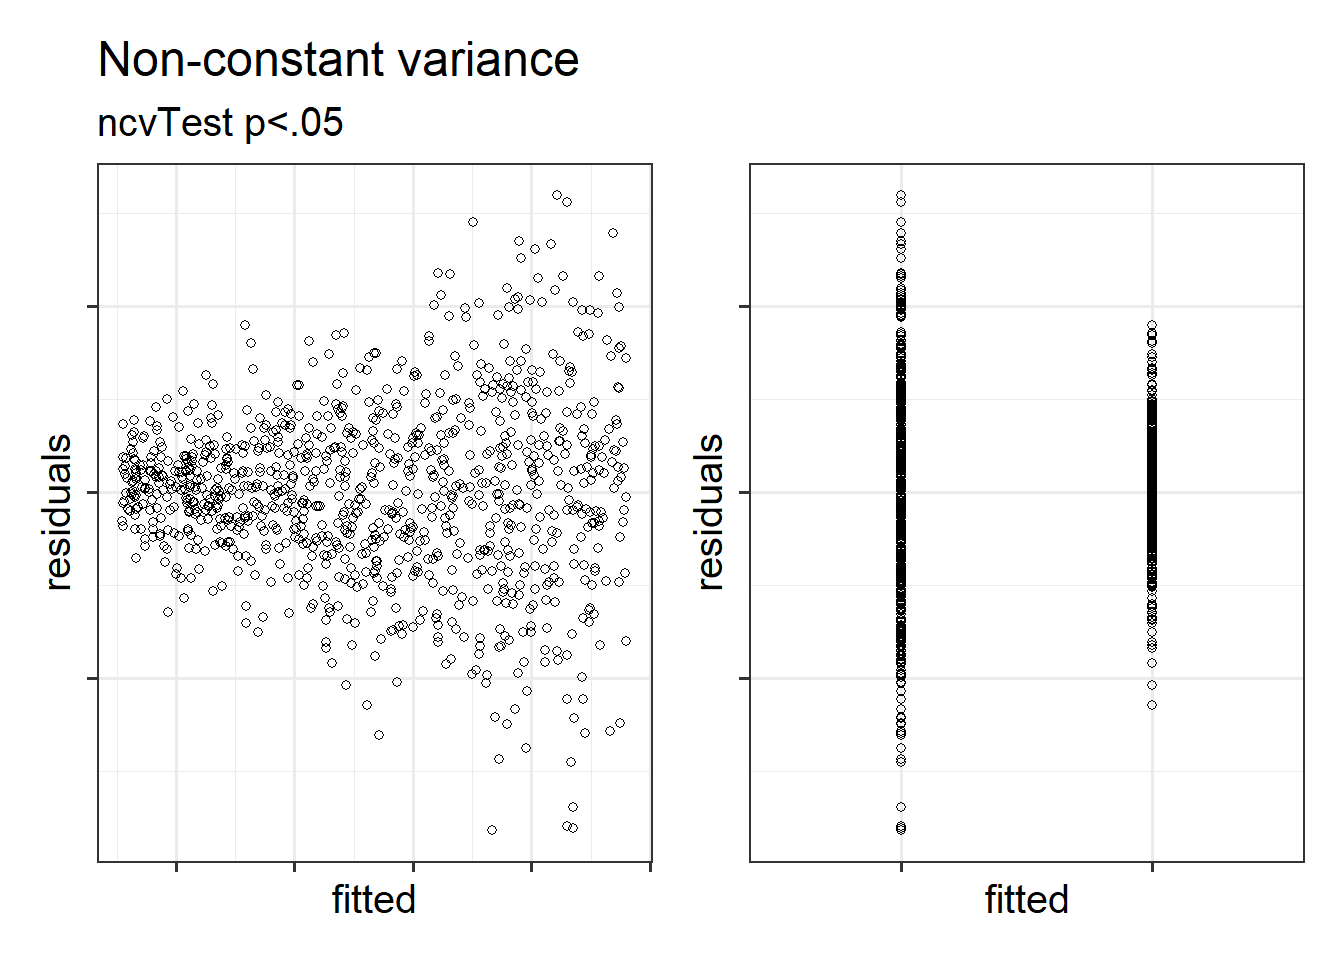 Non-constant variance
ncvTest p<.05
residuals
fitted
residuals
fitted